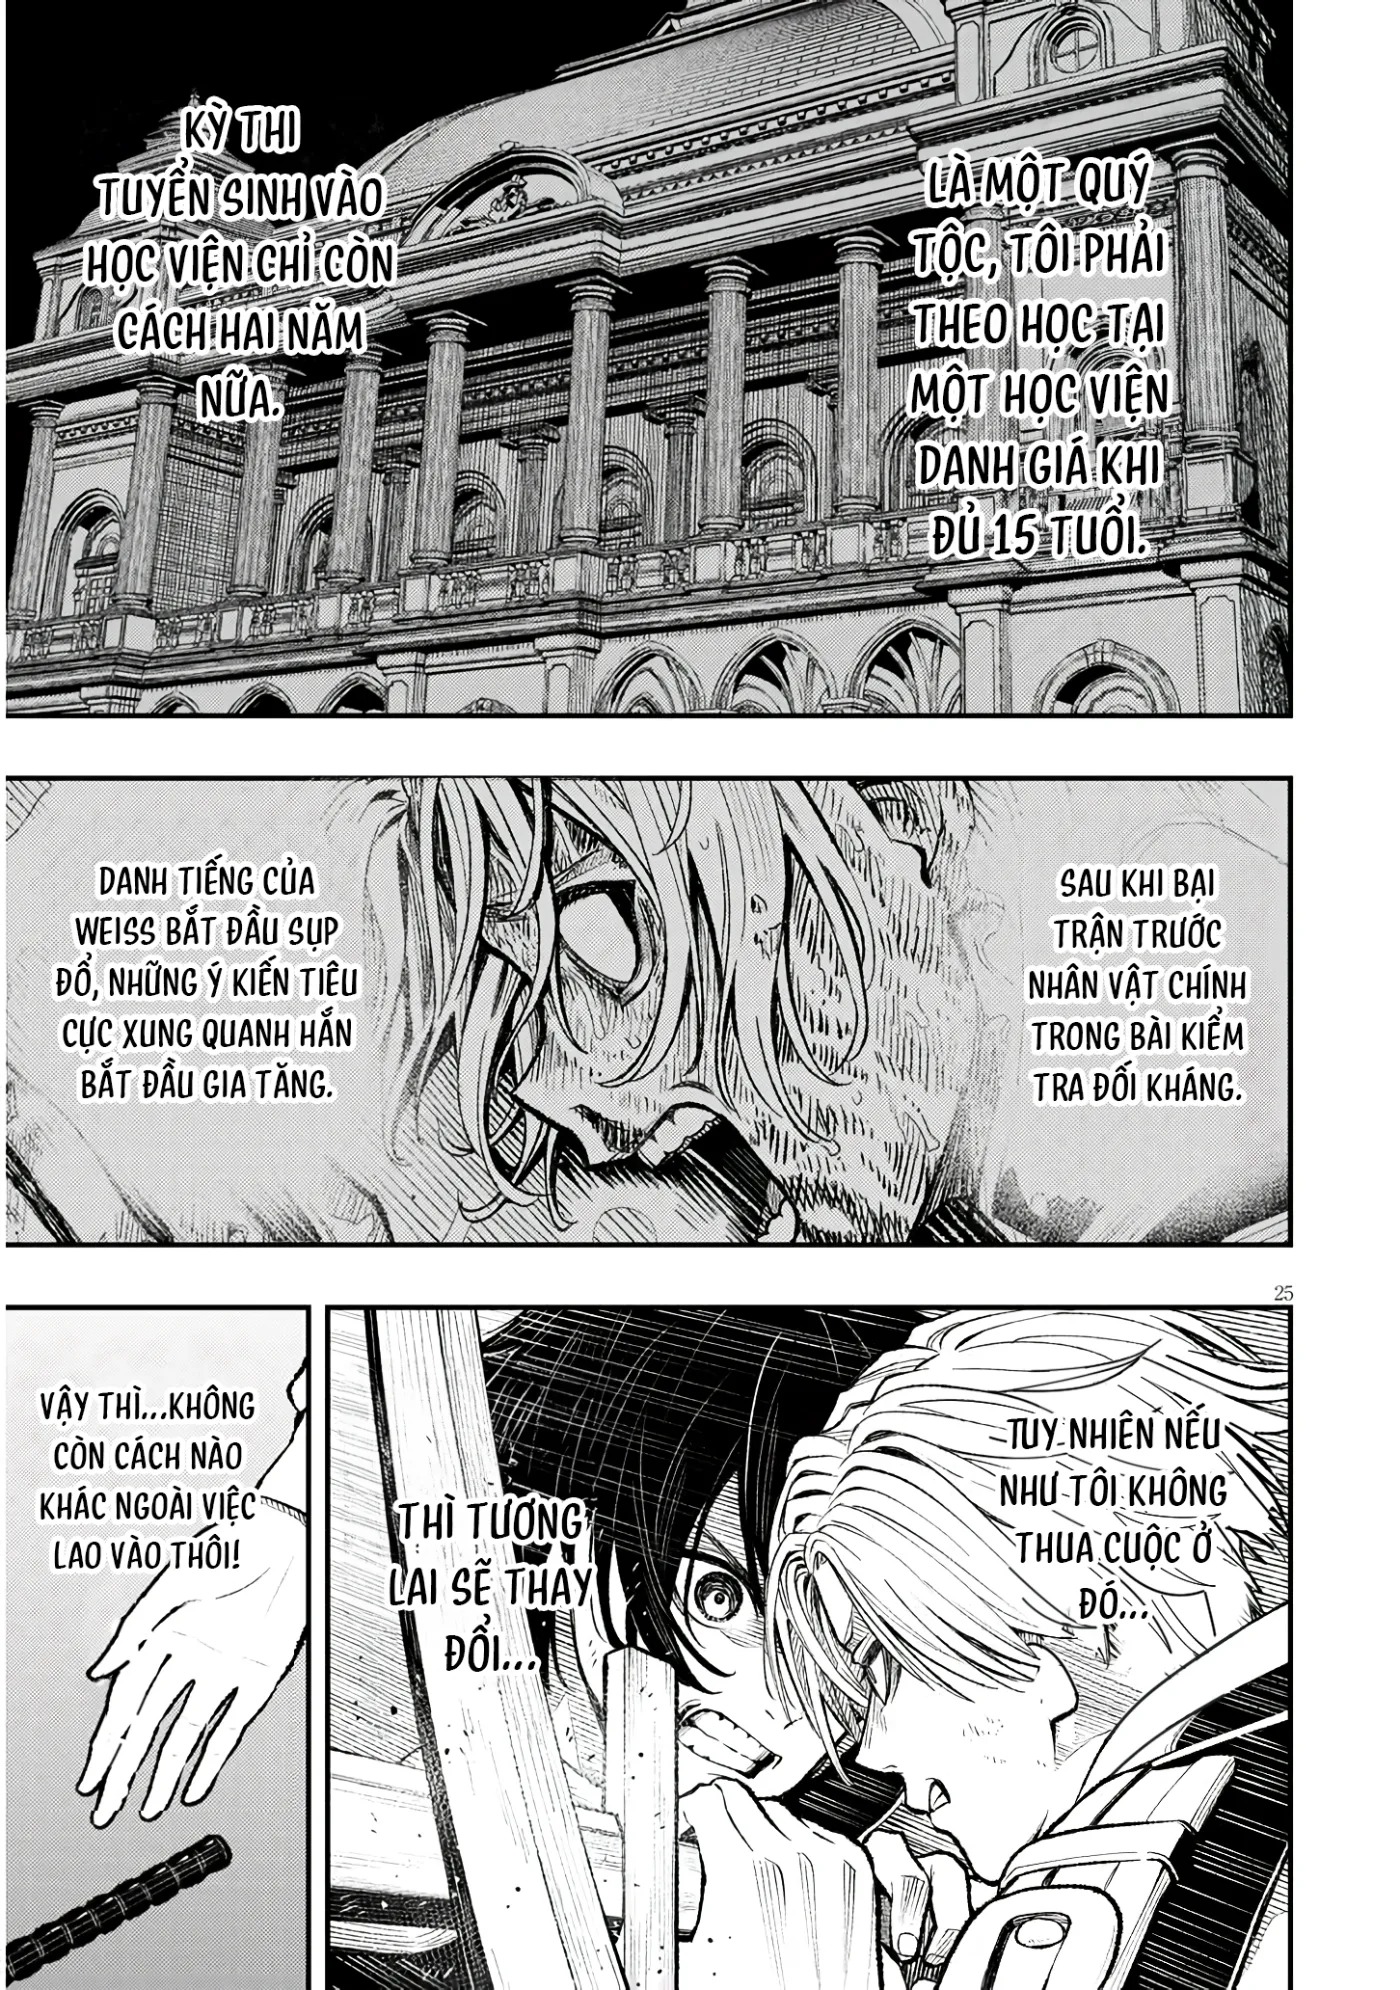 LÀ MỘT QUÝ
TỘC, TÔI PHẢI
THEO HỌC TẠI
MỘT HỌC VIỆN
DANH GIÁ KHI
ĐỦ 15 TUỔI.
KỲ THI
TUYỂN SINH VÀO
HỌC VIỆN CHỈ CÒN
CÁCH HAI NĂM
NỮA.
SAU KHI BẠI
TRẬN TRƯỚC
NHÂN VẬT CHÍNH
TRONG BÀI KIỂM
TRA ĐỐI KHÁNG.
DANH TIẾNG CỦA
WEISS BẮT ĐẦU SỤP
ĐỔ, NHỮNG Ý KIẾN TIÊU
CỰC XUNG QUANH HẮN
BẮT ĐẦU GIA TĂNG.
25
TUY NHIÊN NẾU
NHƯ TÔI KHÔNG
THUA CUỘC Ở
ĐÓ...
THÌ TƯƠNG
LAI SẼ THAY
ĐỔI...
VẬY THÌ...KHÔNG
CÒN CÁCH NÀO
KHÁC NGOÀI VIỆC
LAO VÀO THÔI!